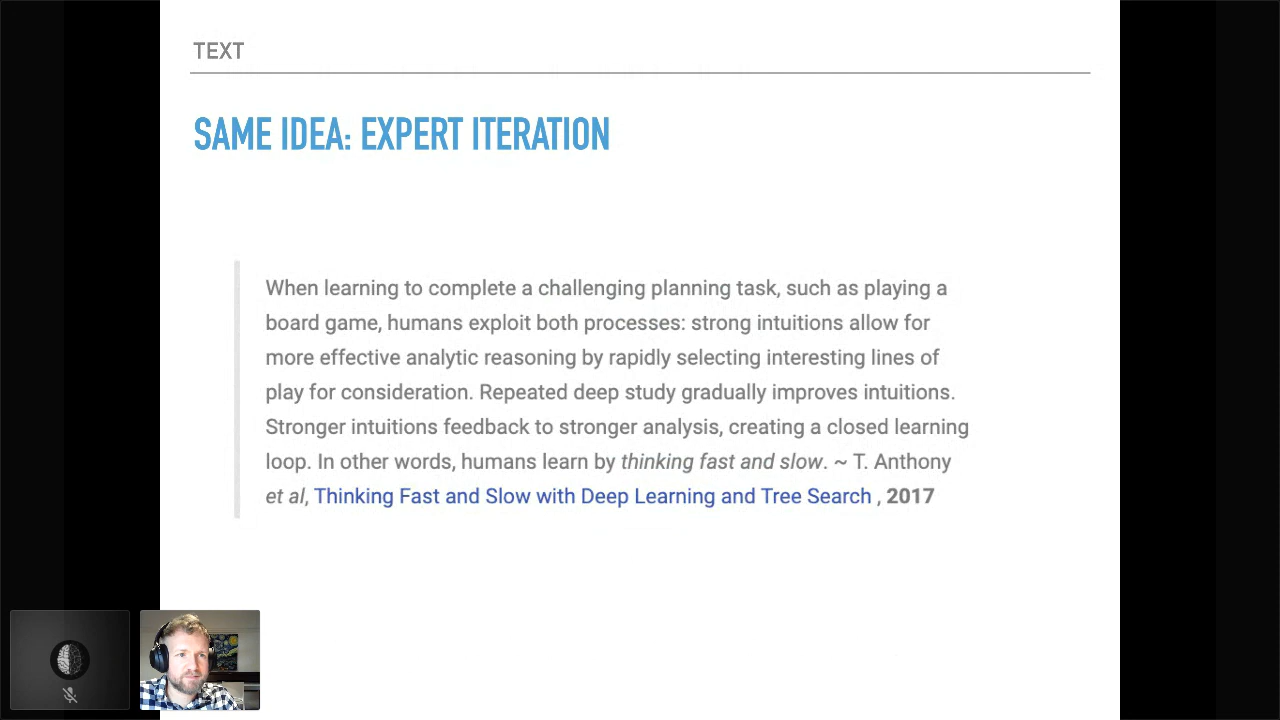 TEXT
SAME IDEA: EXPERT ITERATION
When learning to complete a challenging planning task, such as playing a
board game, humans exploit both processes: strong intuitions allow for
more effective analytic reasoning by rapidly selecting interesting lines of
play for consideration. Repeated deep study gradually improves intuitions.
Stronger intuitions feedback to stronger analysis, creating a closed learning
loop. In other words, humans learn by thinking fast and slow. ~ T. Anthony
et al, Thinking Fast and Slow with Deep Learning and Tree Search , 2017